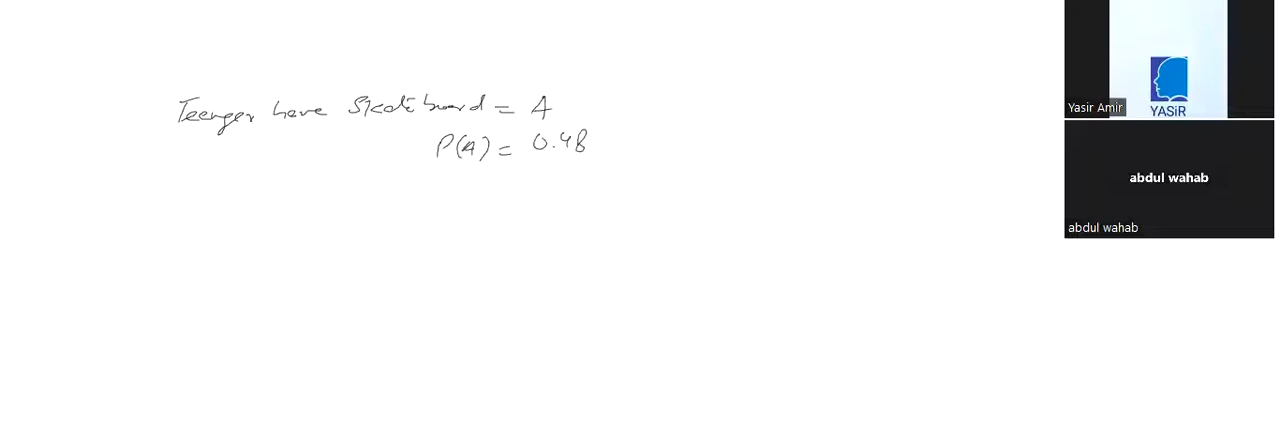 Teenger have Skateboard = A
P(A) = 0.48
Yasir Amir
YASiR
abdul wahab
abdul wahab